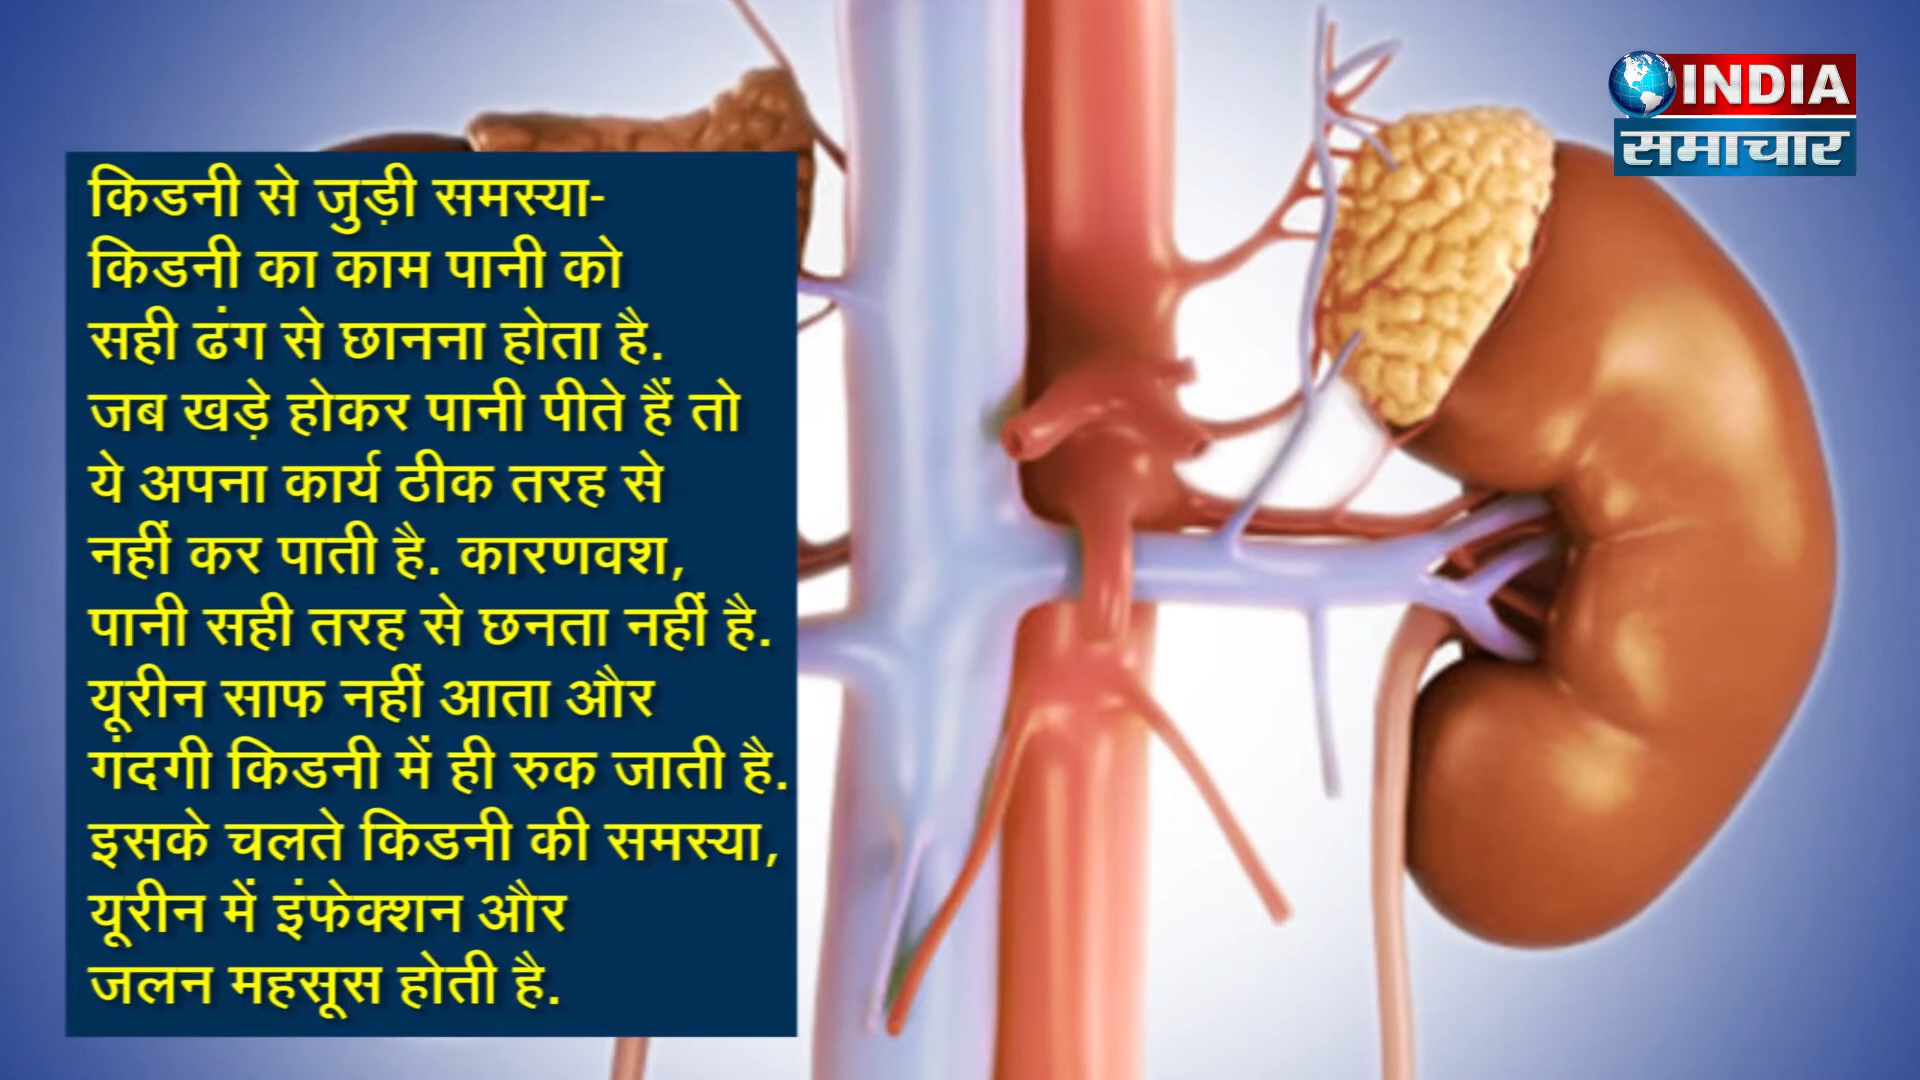 INDIA
समाचार
किडनी से जुड़ी समस्या-
किडनी का काम पानी को
सही ढंग से छानना होता है.
जब खड़े होकर पानी पीते हैं तो
ये अपना कार्य ठीक तरह से
नहीं कर पाती है. कारणवश,
पानी सही तरह से छनता नहीं है.
यूरीन साफ नहीं आता और
गंदगी किडनी में ही रुक जाती है.
इसके चलते किडनी की समस्या,
यूरीन में इंफेक्शन और
जलन महसूस होती है.